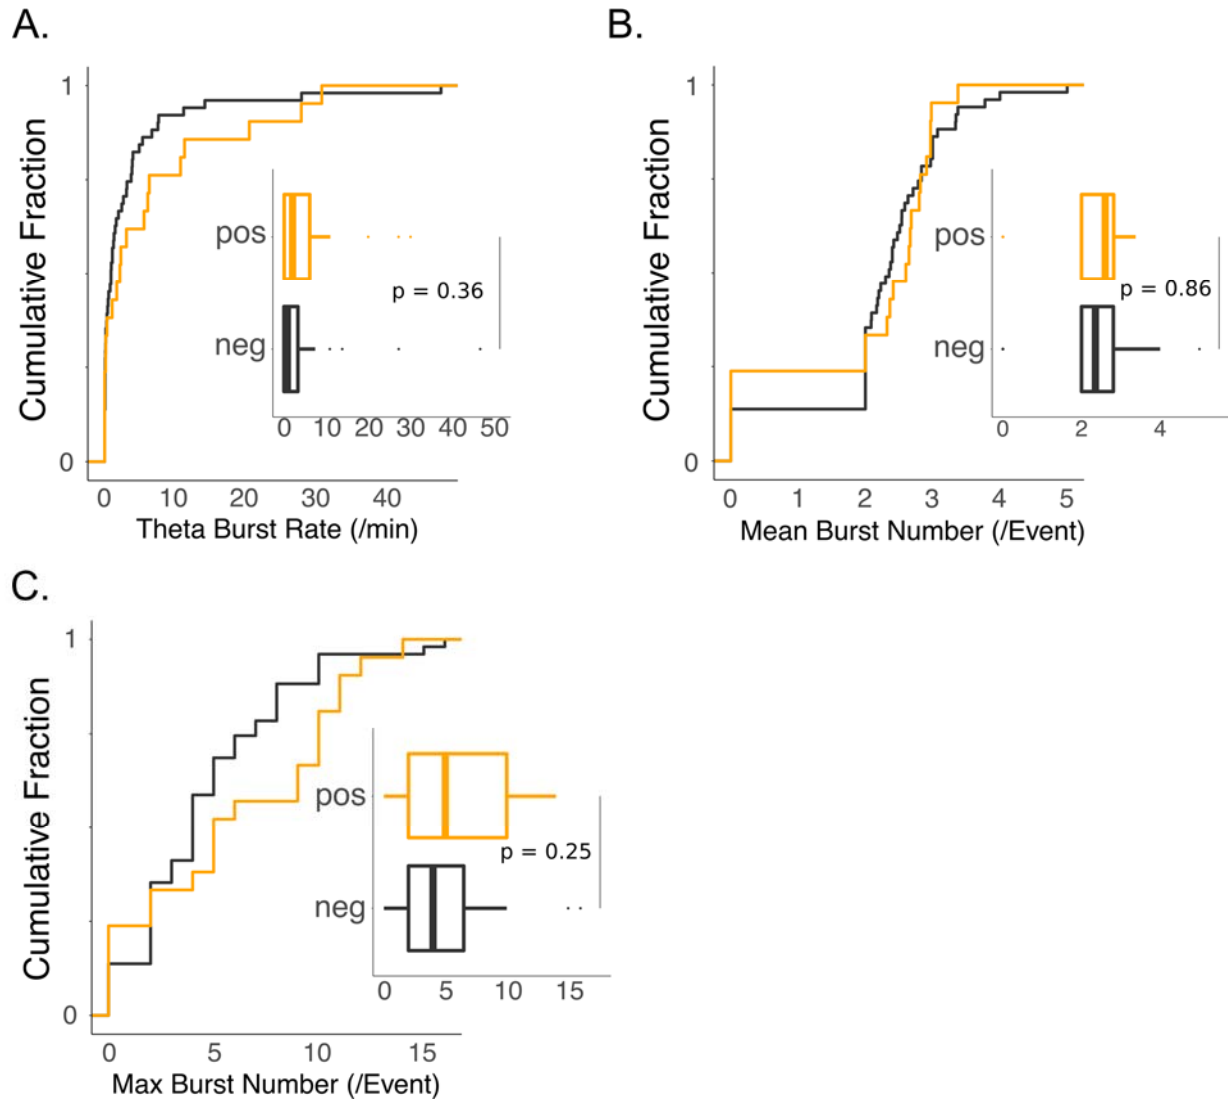 A.
1
Cumulative Fraction
0
pos
p = 0.36
neg
0 10 20 30 40 50
0 10 20 30 40
Theta Burst Rate (/min)
B.
1
Cumulative Fraction
0
pos
p = 0.86
neg
0 2 4
0 1 2 3 4 5
Mean Burst Number (/Event)
C.
1
Cumulative Fraction
0
pos
p = 0.25
neg
0 5 10 15
0 5 10 15
Max Burst Number (/Event)